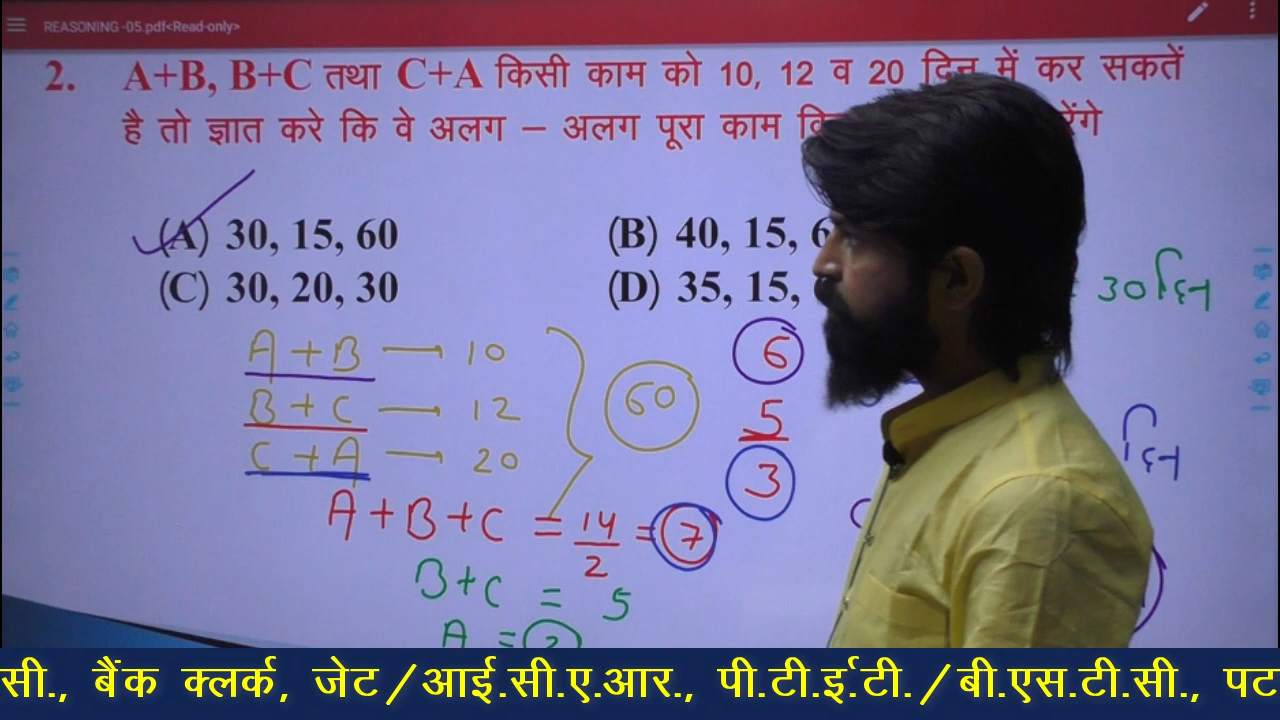 REASONING -05.pdf<Read-only>
2. A+B, B+C तथा C+A किसी काम को 10, 12 व 20 दिन में कर सकतें
है तो ज्ञात करे कि वे अलग – अलग पूरा काम
(A) 30, 15, 60 (B) 40, 15,
(C) 30, 20, 30 (D) 35, 15,
= 30 दिन
A + B → 10
B + C → 12
C + A → 20
60
6
5
3
दिन
A + B + C = 14/2 = 7
B + C = 5
A = 2
सी., बैंक क्लर्क, जेट/आई.सी.ए.आर., पी.टी.ई.टी./बी.एस.टी.सी., पट